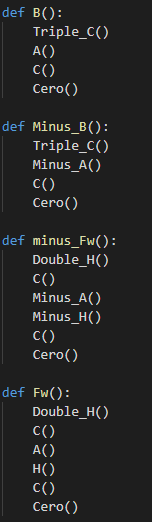 def B():
    Triple_C()
    A()
    C()
    Cero()
def Minus_B():
    Triple_C()
    Minus_A()
    C()
    Cero()
def minus_Fw():
    Double_H()
    C()
    Minus_A()
    Minus_H()
    C()
    Cero()
def Fw():
    Double_H()
    C()
    A()
    H()
    C()
    Cero()